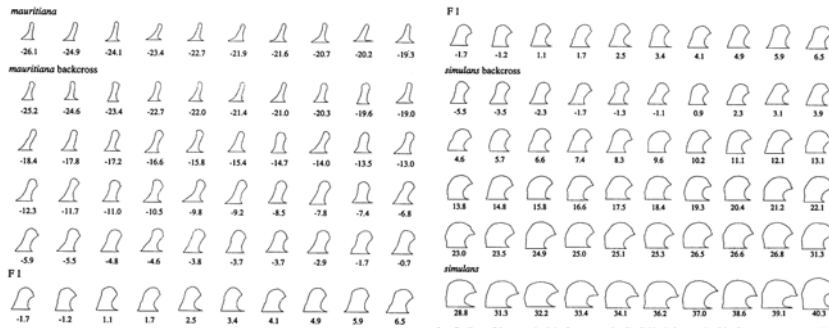 mauritiana
-26.1 -24.9 -24.1 -23.4 -22.7 -21.9 -21.6 -20.7 -20.2 -19.3
mauritiana backcross
-25.2 -24.6 -23.4 -22.7 -22.0 -21.4 -21.0 -20.3 -19.6 -19.0
-18.4 -17.8 -17.2 -16.6 -15.8 -15.4 -14.7 -14.0 -13.5 -13.0
-12.3 -11.7 -11.0 -10.5 -9.8 -9.2 -8.5 -7.8 -7.4 -6.8
-5.9 -5.5 -4.8 -4.6 -3.8 -3.7 -3.7 -2.9 -1.7 -0.7
F 1
-1.7 -1.2 1.1 1.7 2.5 3.4 4.1 4.9 5.9 6.5
F 1
-1.7 -1.2 1.1 1.7 2.5 3.4 4.1 4.9 5.9 6.5
simulans backcross
-5.5 -3.5 -2.3 -1.7 -1.3 -1.1 0.9 2.3 3.1 3.9
4.6 5.7 6.6 7.4 8.3 9.6 10.2 11.1 12.1 13.1
13.8 14.8 15.8 16.6 17.5 18.4 19.3 20.4 21.2 22.1
23.0 23.5 24.9 25.0 25.1 25.3 26.5 26.6 26.8 31.3
simulans
28.8 31.3 32.2 33.4 34.1 36.2 37.0 38.6 39.1 40.3